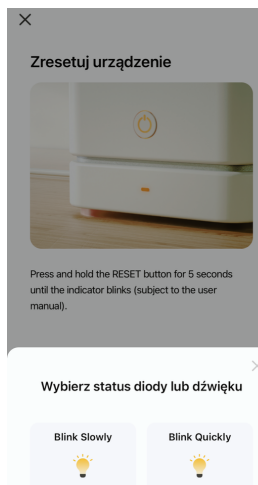 Zresetuj urządzenie
Press and hold the RESET button for 5 seconds
until the indicator blinks (subject to the user
manual).
Wybierz status diody lub dźwięku
Blink Slowly
Blink Quickly